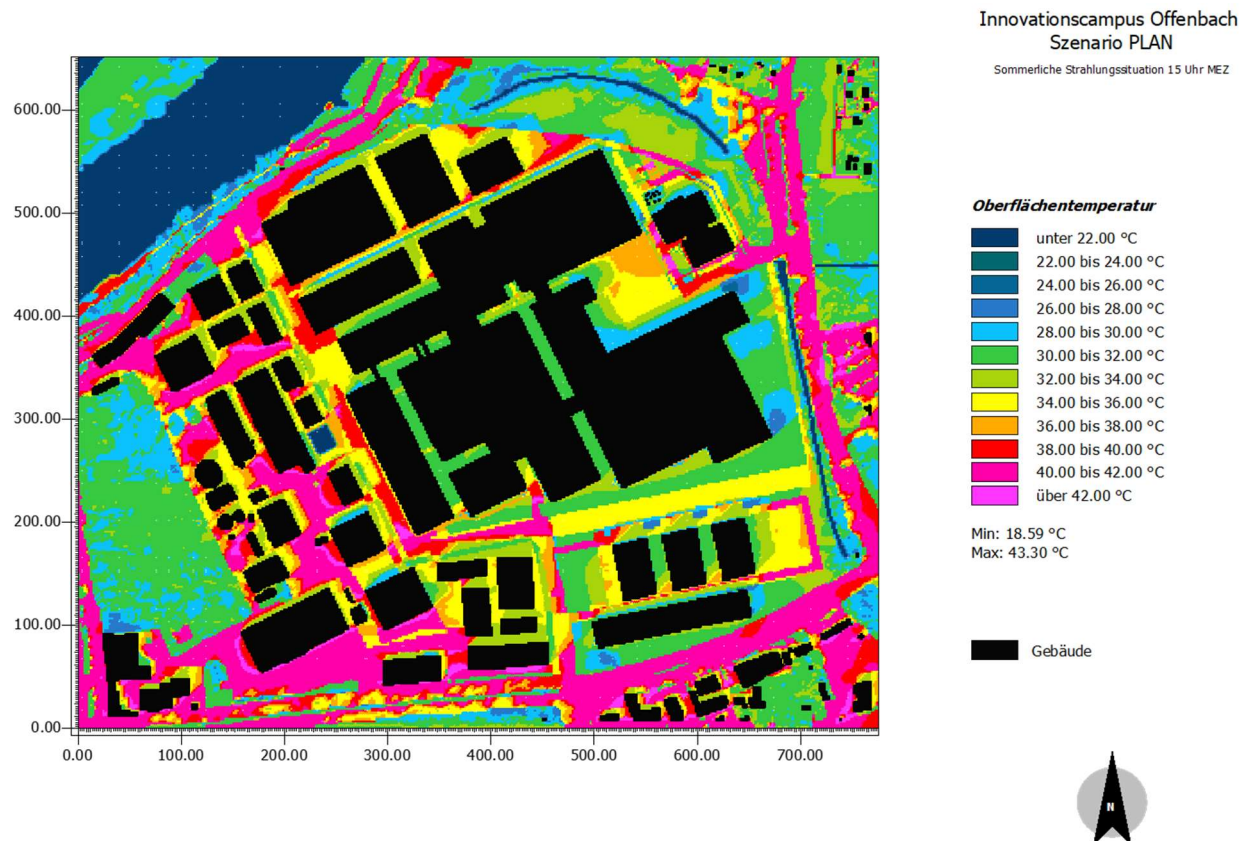 Innovationscampus Offenbach
Szenario PLAN
Sommerliche Strahlungssituation 15 Uhr MEZ
600.00
500.00
400.00
300.00
200.00
100.00
0.00
0.00 100.00 200.00 300.00 400.00 500.00 600.00 700.00
Oberflächentemperatur
unter 22.00 °C
22.00 bis 24.00 °C
24.00 bis 26.00 °C
26.00 bis 28.00 °C
28.00 bis 30.00 °C
30.00 bis 32.00 °C
32.00 bis 34.00 °C
34.00 bis 36.00 °C
36.00 bis 38.00 °C
38.00 bis 40.00 °C
40.00 bis 42.00 °C
über 42.00 °C
Min: 18.59 °C
Max: 43.30 °C
Gebäude
N